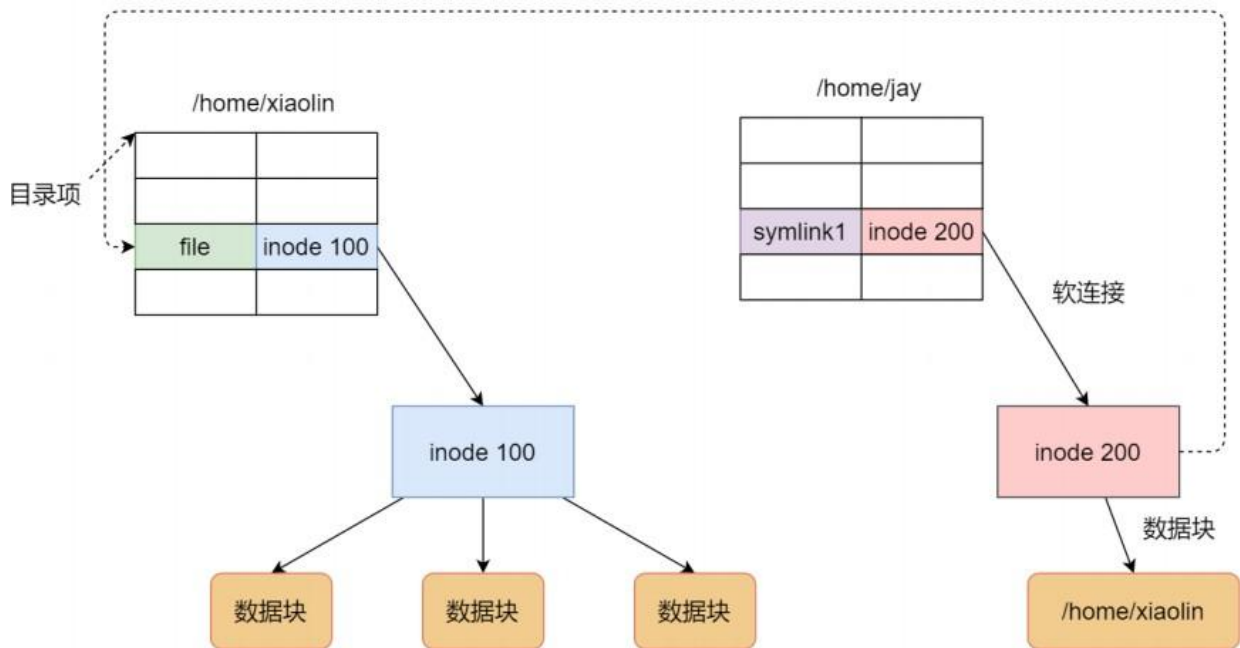 /home/xiaolin
/home/jay
目录项
file
inode 100
symlink1
inode 200
软连接
inode 100
inode 200
数据块
数据块
数据块
数据块
/home/xiaolin